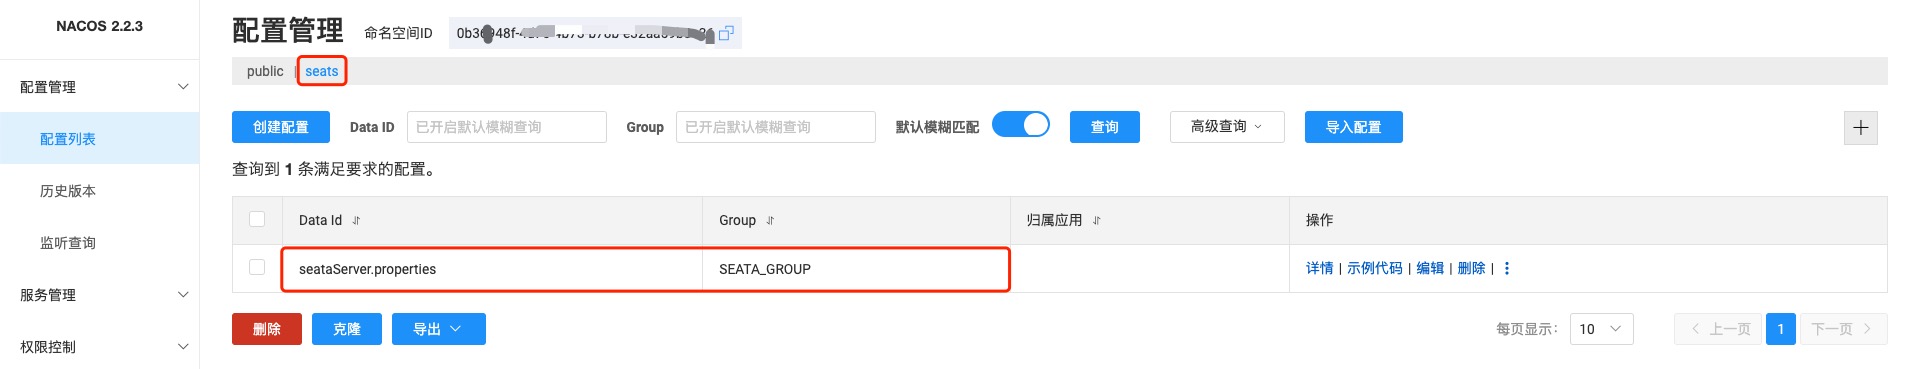 NACOS 2.2.3
配置管理
配置列表
历史版本
监听查询
服务管理
权限控制
配置管理 命名空间ID
public | seats
创建配置 Data ID 已开启默认模糊查询 Group 已开启默认模糊查询 默认模糊匹配 查询 高级查询 导入配置
查询到 1 条满足要求的配置。
Data Id Group 归属应用 操作
seataServer.properties SEATA_GROUP 详情 | 示例代码 | 编辑 | 删除 |
删除 克隆 导出 每页显示: 10 上一页 1 下一页